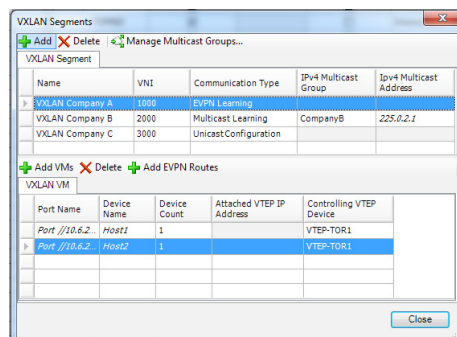 VXLAN Segments
Add Delete Manage Multicast Groups...
VXLAN Segment
Name VNI Communication Type IPv4 Multicast Group Ipv4 Multicast Address
VXLAN Company A 1000 EVPN Learning
VXLAN Company B 2000 Multicast Learning CompanyB 225.0.2.1
VXLAN Company C 3000 UnicastConfiguration
Add VMs Delete Add EVPN Routes
VXLAN VM
Port Name Device Name Device Count Attached VTEP IP Address Controlling VTEP Device
Port //10.6.2... Host1 1 VTEP-TOR1
Port //10.6.2... Host2 1 VTEP-TOR1
Close